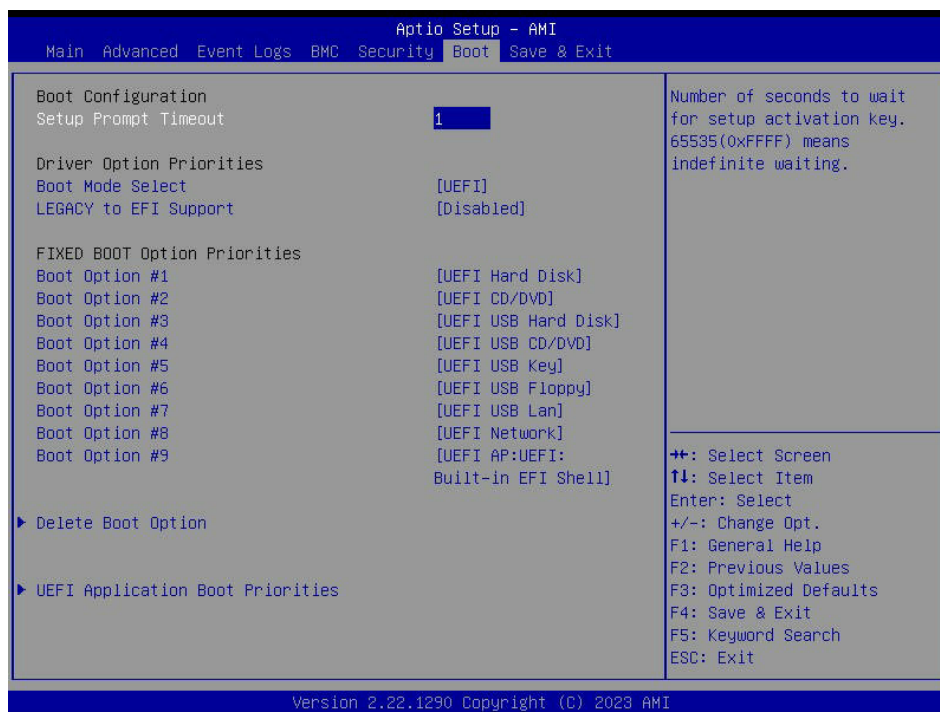 Aptio Setup – AMI
Main Advanced Event Logs BMC Security Boot Save & Exit
Boot Configuration
Setup Prompt Timeout 1
Driver Option Priorities
Boot Mode Select [UEFI]
LEGACY to EFI Support [Disabled]
FIXED BOOT Option Priorities
Boot Option #1 [UEFI Hard Disk]
Boot Option #2 [UEFI CD/DVD]
Boot Option #3 [UEFI USB Hard Disk]
Boot Option #4 [UEFI USB CD/DVD]
Boot Option #5 [UEFI USB Key]
Boot Option #6 [UEFI USB Floppy]
Boot Option #7 [UEFI USB Lan]
Boot Option #8 [UEFI Network]
Boot Option #9 [UEFI AP:UEFI:
Built-in EFI Shell]
Delete Boot Option
UEFI Application Boot Priorities
Number of seconds to wait
for setup activation key.
65535(0xFFFF) means
indefinite waiting.
→←: Select Screen
↑↓: Select Item
Enter: Select
+/-: Change Opt.
F1: General Help
F2: Previous Values
F3: Optimized Defaults
F4: Save & Exit
F5: Keyword Search
ESC: Exit
Version 2.22.1290 Copyright (C) 2023 AMI